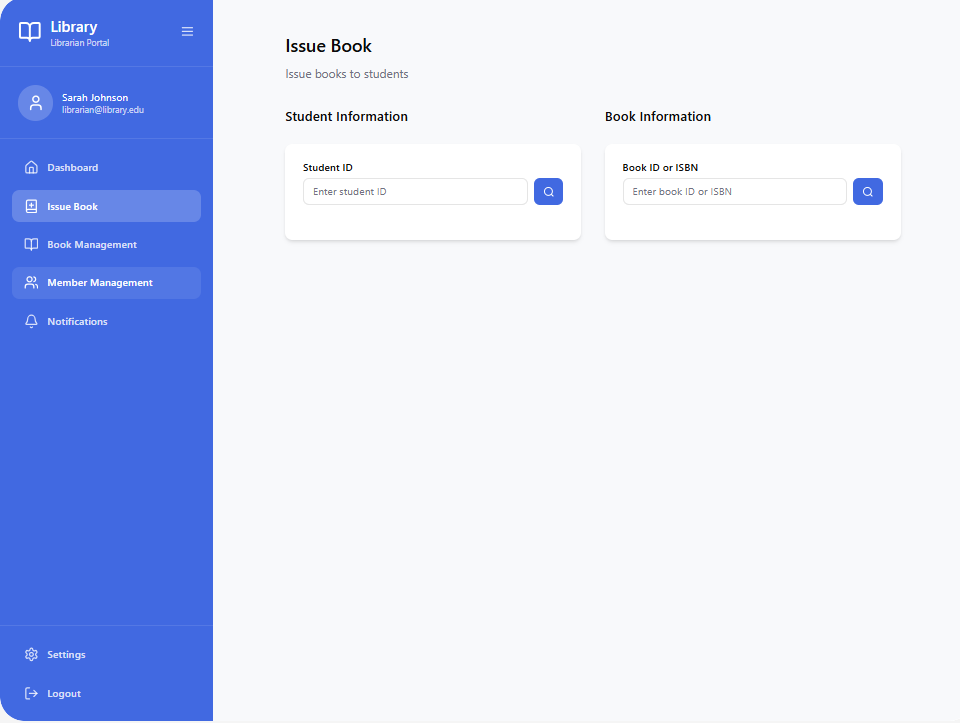 Library
Librarian Portal
Sarah Johnson
librarian@library.edu
Dashboard
Issue Book
Book Management
Member Management
Notifications
Settings
Logout
Issue Book
Issue books to students
Student Information
Student ID
Enter student ID
Book Information
Book ID or ISBN
Enter book ID or ISBN